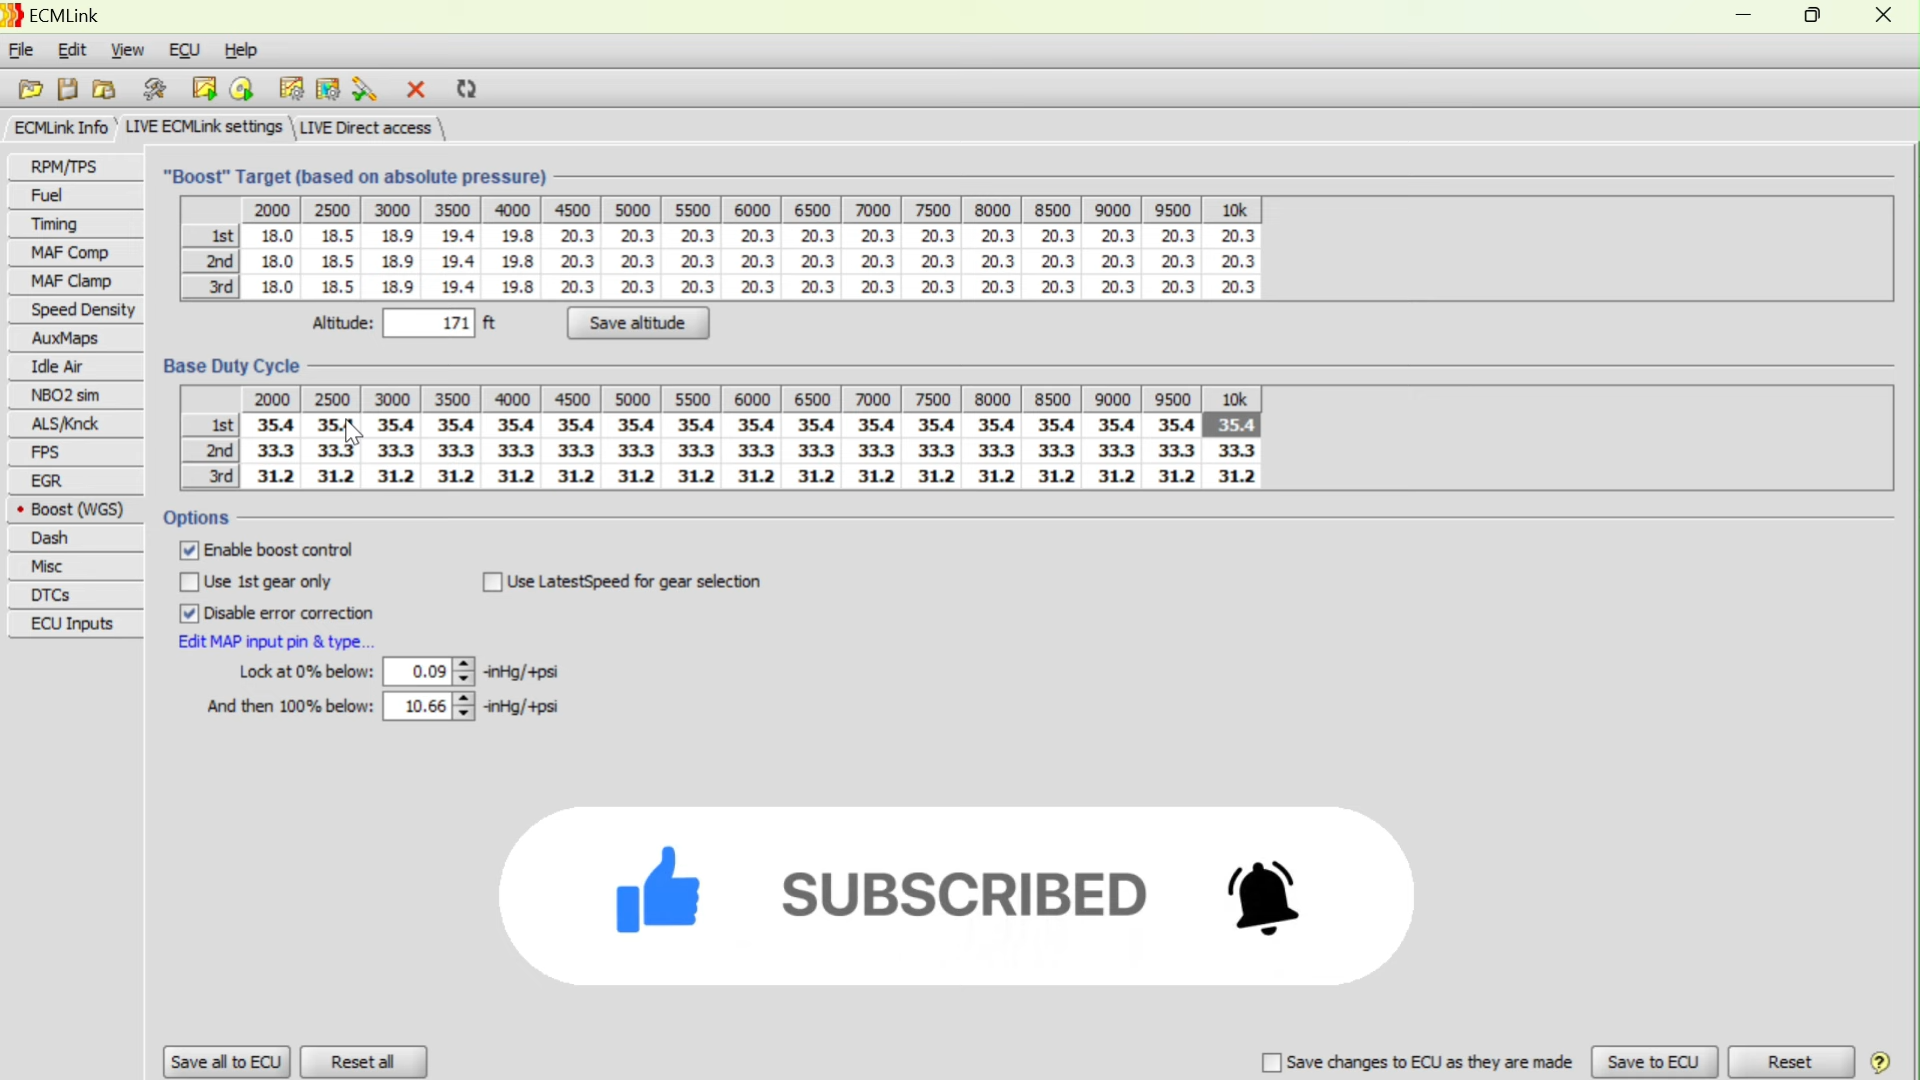 ECMLink
File Edit View ECU Help
ECMLink Info LIVE ECMLink settings LIVE Direct access
RPM/TPS
Fuel
Timing
MAF Comp
MAF Clamp
Speed Density
AuxMaps
Idle Air
NBO2 sim
ALS/Knck
FPS
EGR
Boost (WGS)
Dash
Misc
DTCs
ECU Inputs
"Boost" Target (based on absolute pressure)
2000 2500 3000 3500 4000 4500 5000 5500 6000 6500 7000 7500 8000 8500 9000 9500 10k
1st 18.0 18.5 18.9 19.4 19.8 20.3 20.3 20.3 20.3 20.3 20.3 20.3 20.3 20.3 20.3 20.3 20.3
2nd 18.0 18.5 18.9 19.4 19.8 20.3 20.3 20.3 20.3 20.3 20.3 20.3 20.3 20.3 20.3 20.3 20.3
3rd 18.0 18.5 18.9 19.4 19.8 20.3 20.3 20.3 20.3 20.3 20.3 20.3 20.3 20.3 20.3 20.3 20.3
Altitude: 171 ft Save altitude
Base Duty Cycle
2000 2500 3000 3500 4000 4500 5000 5500 6000 6500 7000 7500 8000 8500 9000 9500 10k
1st 35.4 35.4 35.4 35.4 35.4 35.4 35.4 35.4 35.4 35.4 35.4 35.4 35.4 35.4 35.4 35.4 35.4
2nd 33.3 33.3 33.3 33.3 33.3 33.3 33.3 33.3 33.3 33.3 33.3 33.3 33.3 33.3 33.3 33.3 33.3
3rd 31.2 31.2 31.2 31.2 31.2 31.2 31.2 31.2 31.2 31.2 31.2 31.2 31.2 31.2 31.2 31.2 31.2
Options
Enable boost control
Use 1st gear only Use LatestSpeed for gear selection
Disable error correction
Edit MAP input pin & type...
Lock at 0% below: 0.09 -inHg/+psi
And then 100% below: 10.66 -inHg/+psi
SUBSCRIBED
Save all to ECU Reset all Save changes to ECU as they are made Save to ECU Reset ?